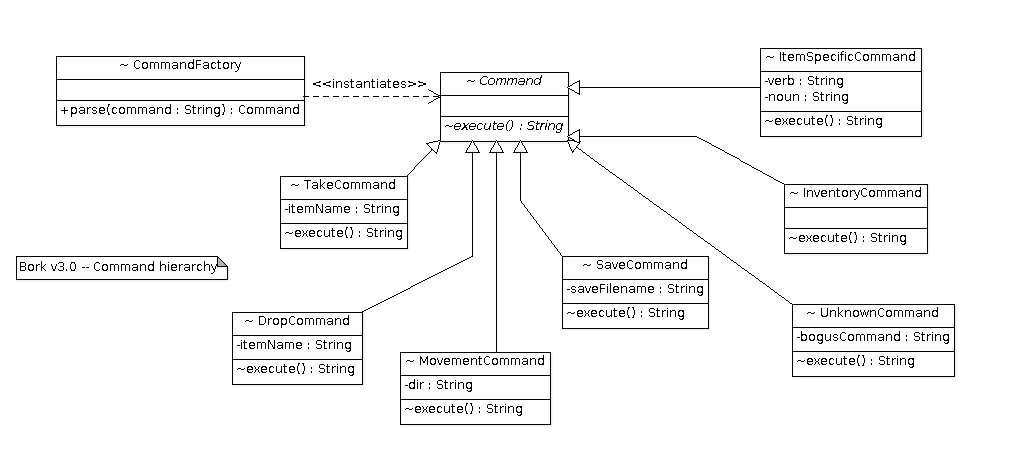 ~ CommandFactory
+parse(command : String) : Command
<<instantiates>>
~ Command
~execute() : String
~ ItemSpecificCommand
-verb : String
-noun : String
~execute() : String
~ TakeCommand
-itemName : String
~execute() : String
~ InventoryCommand
~execute() : String
Bork v3.0 -- Command hierarchy
~ SaveCommand
-saveFilename : String
~execute() : String
~ DropCommand
-itemName : String
~execute() : String
~ UnknownCommand
-bogusCommand : String
~execute() : String
~ MovementCommand
-dir : String
~execute() : String